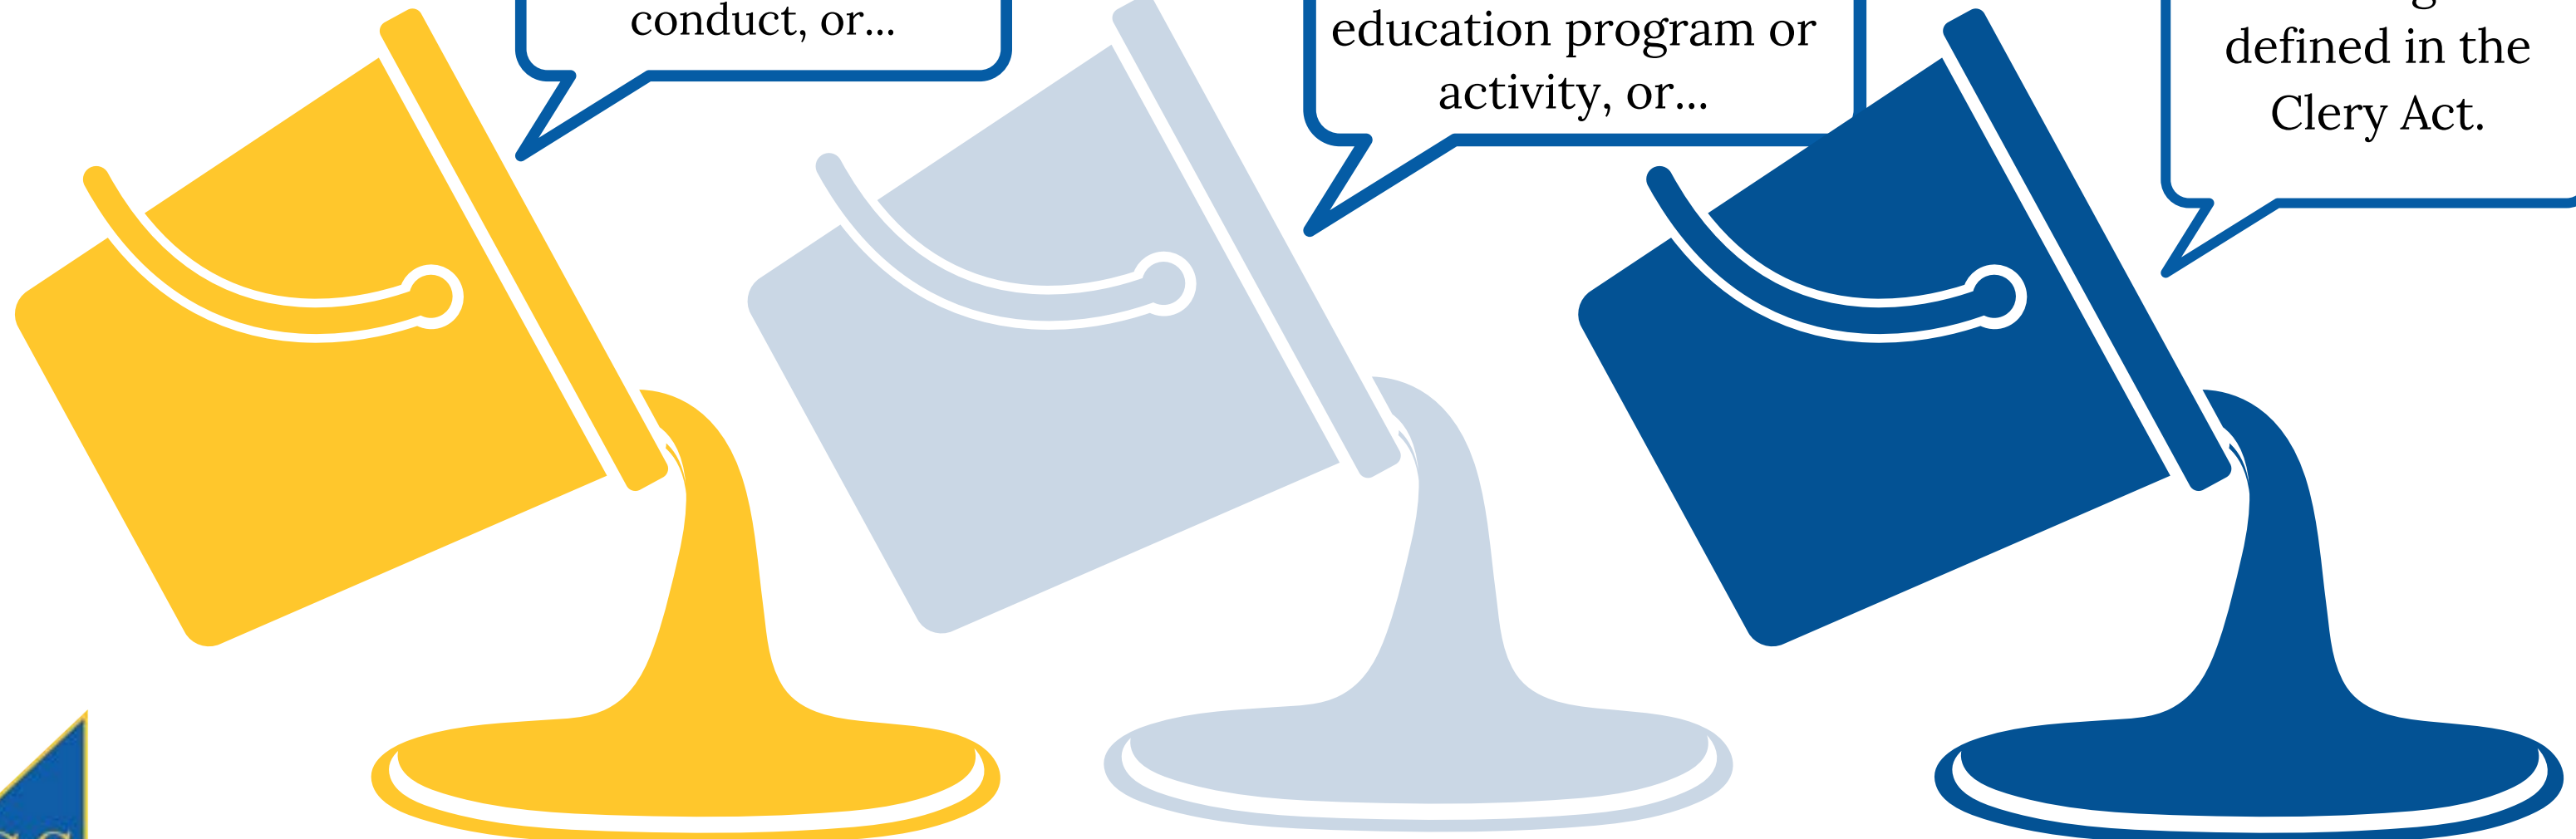 conduct, or...
education program or
activity, or...
defined in the
Clery Act.